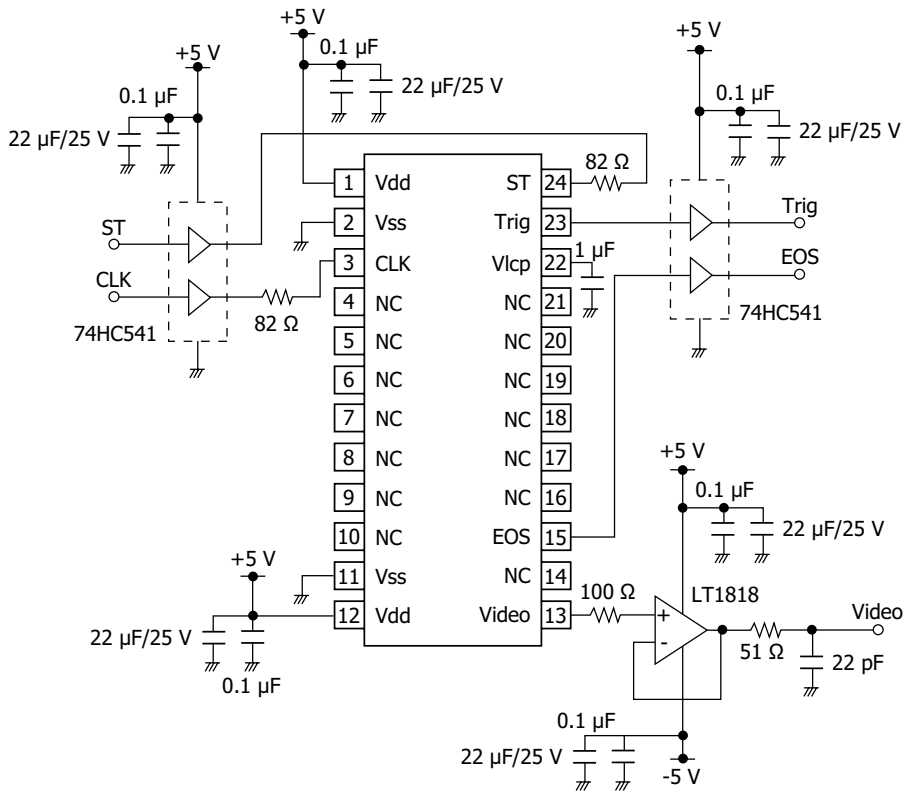 +5 V
+5 V
+5 V
0.1 µF
22 µF/25 V
0.1 µF
22 µF/25 V
0.1 µF
22 µF/25 V
82 Ω
1 Vdd ST 24
2 Vss Trig 23
3 CLK Vlcp 22
4 NC NC 21
5 NC NC 20
6 NC NC 19
7 NC NC 18
8 NC NC 17
9 NC NC 16
10 NC EOS 15
11 Vss NC 14
12 Vdd Video 13
ST
CLK
74HC541
82 Ω
1 µF
Trig
EOS
74HC541
+5 V
22 µF/25 V
0.1 µF
+5 V
0.1 µF
22 µF/25 V
100 Ω
LT1818
+
-
51 Ω
Video
22 pF
0.1 µF
22 µF/25 V
-5 V